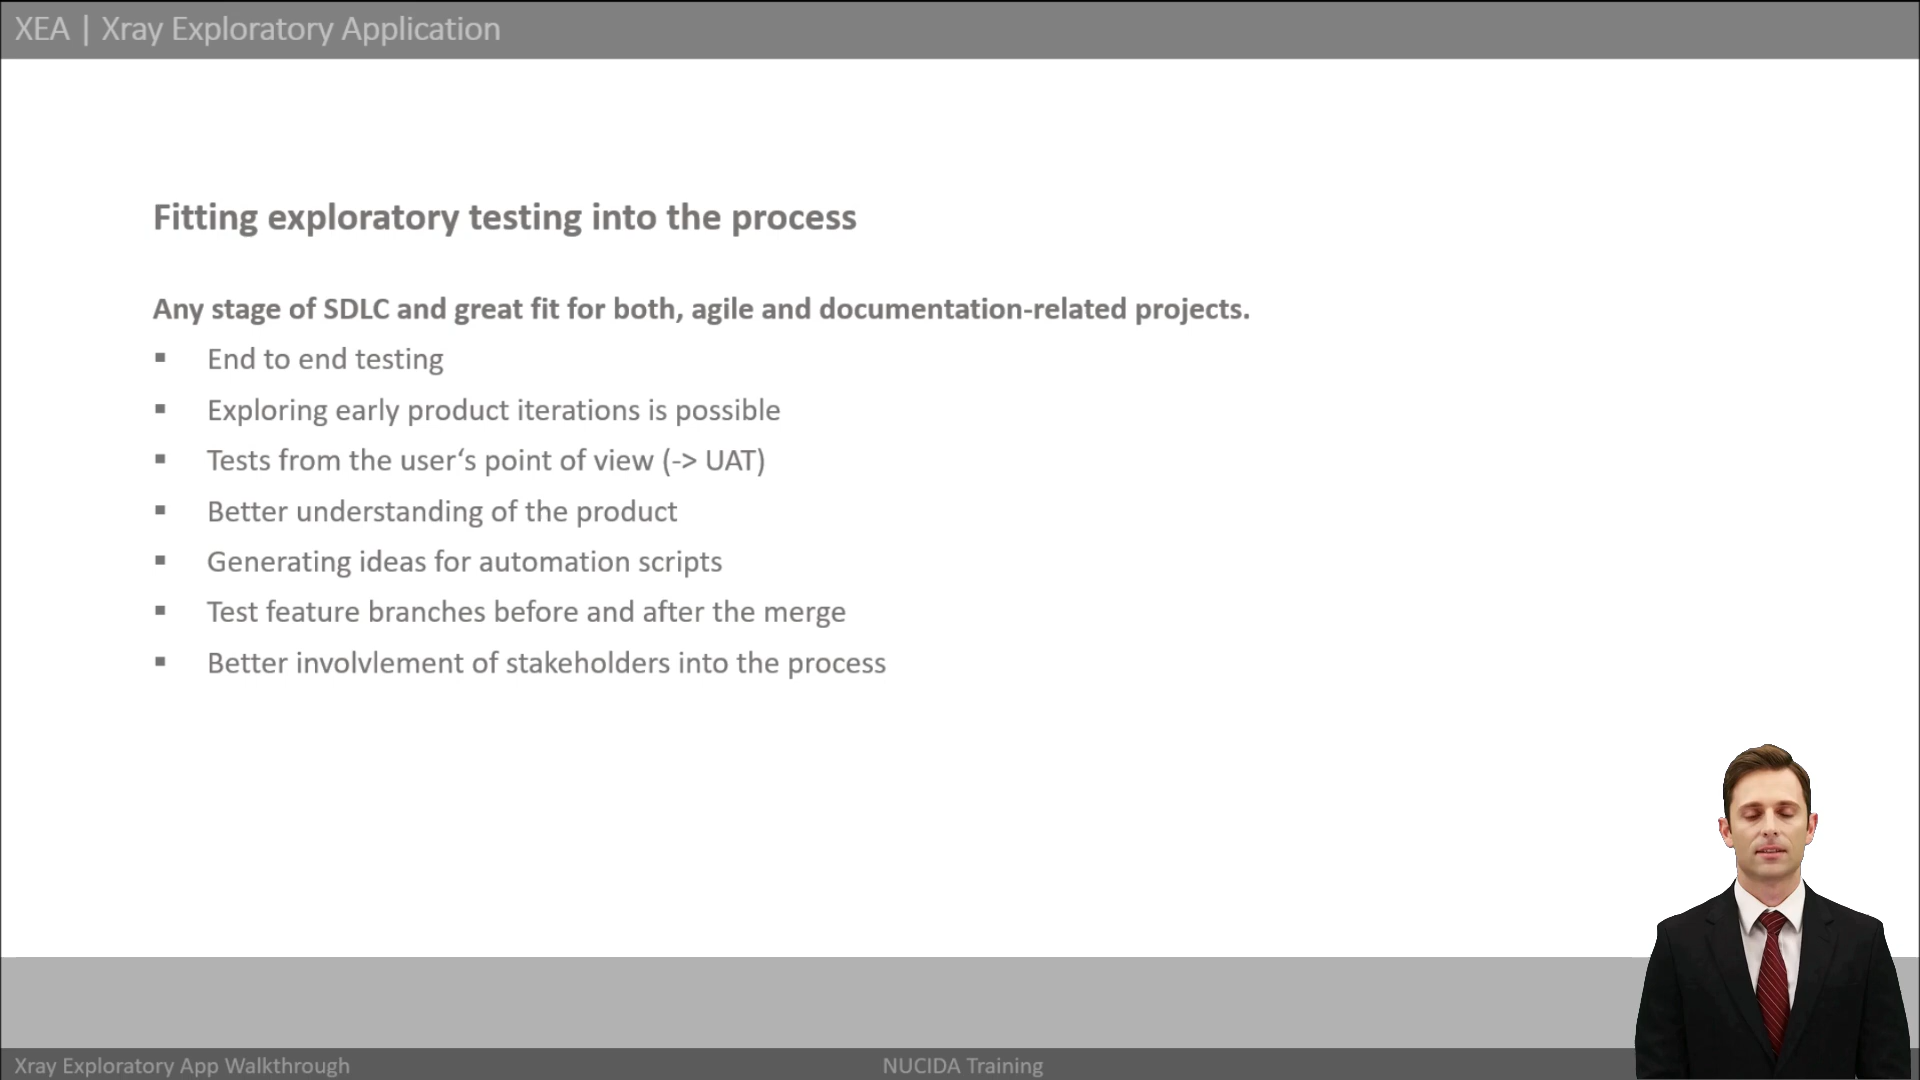 XEA | Xray Exploratory Application
Fitting exploratory testing into the process
Any stage of SDLC and great fit for both, agile and documentation-related projects.
▪ End to end testing
▪ Exploring early product iterations is possible
▪ Tests from the user‘s point of view (-> UAT)
▪ Better understanding of the product
▪ Generating ideas for automation scripts
▪ Test feature branches before and after the merge
▪ Better involvlement of stakeholders into the process
Xray Exploratory App Walkthrough
NUCIDA Training